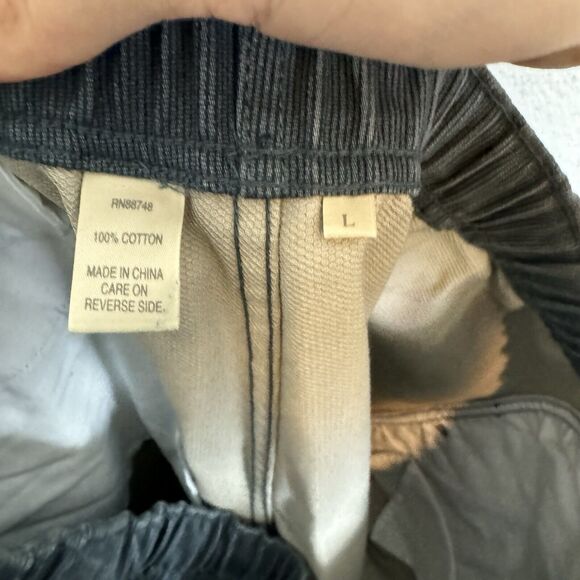 RN88748
100% COTTON
MADE IN CHINA
CARE ON
REVERSE SIDE.
L